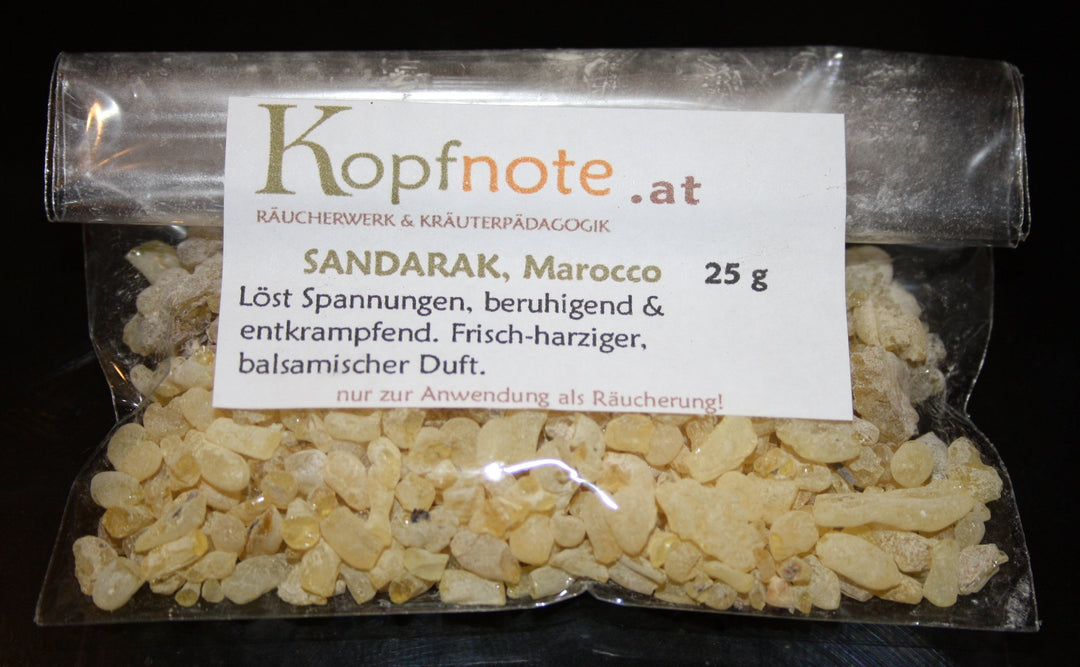 Kopfnote.at
RÄUCHERWERK & KRÄUTERPÄDAGOGIK
SANDARAK, Marocco 25 g
Löst Spannungen, beruhigend &
entkrampfend. Frisch-harziger,
balsamischer Duft.
nur zur Anwendung als Räucherung!